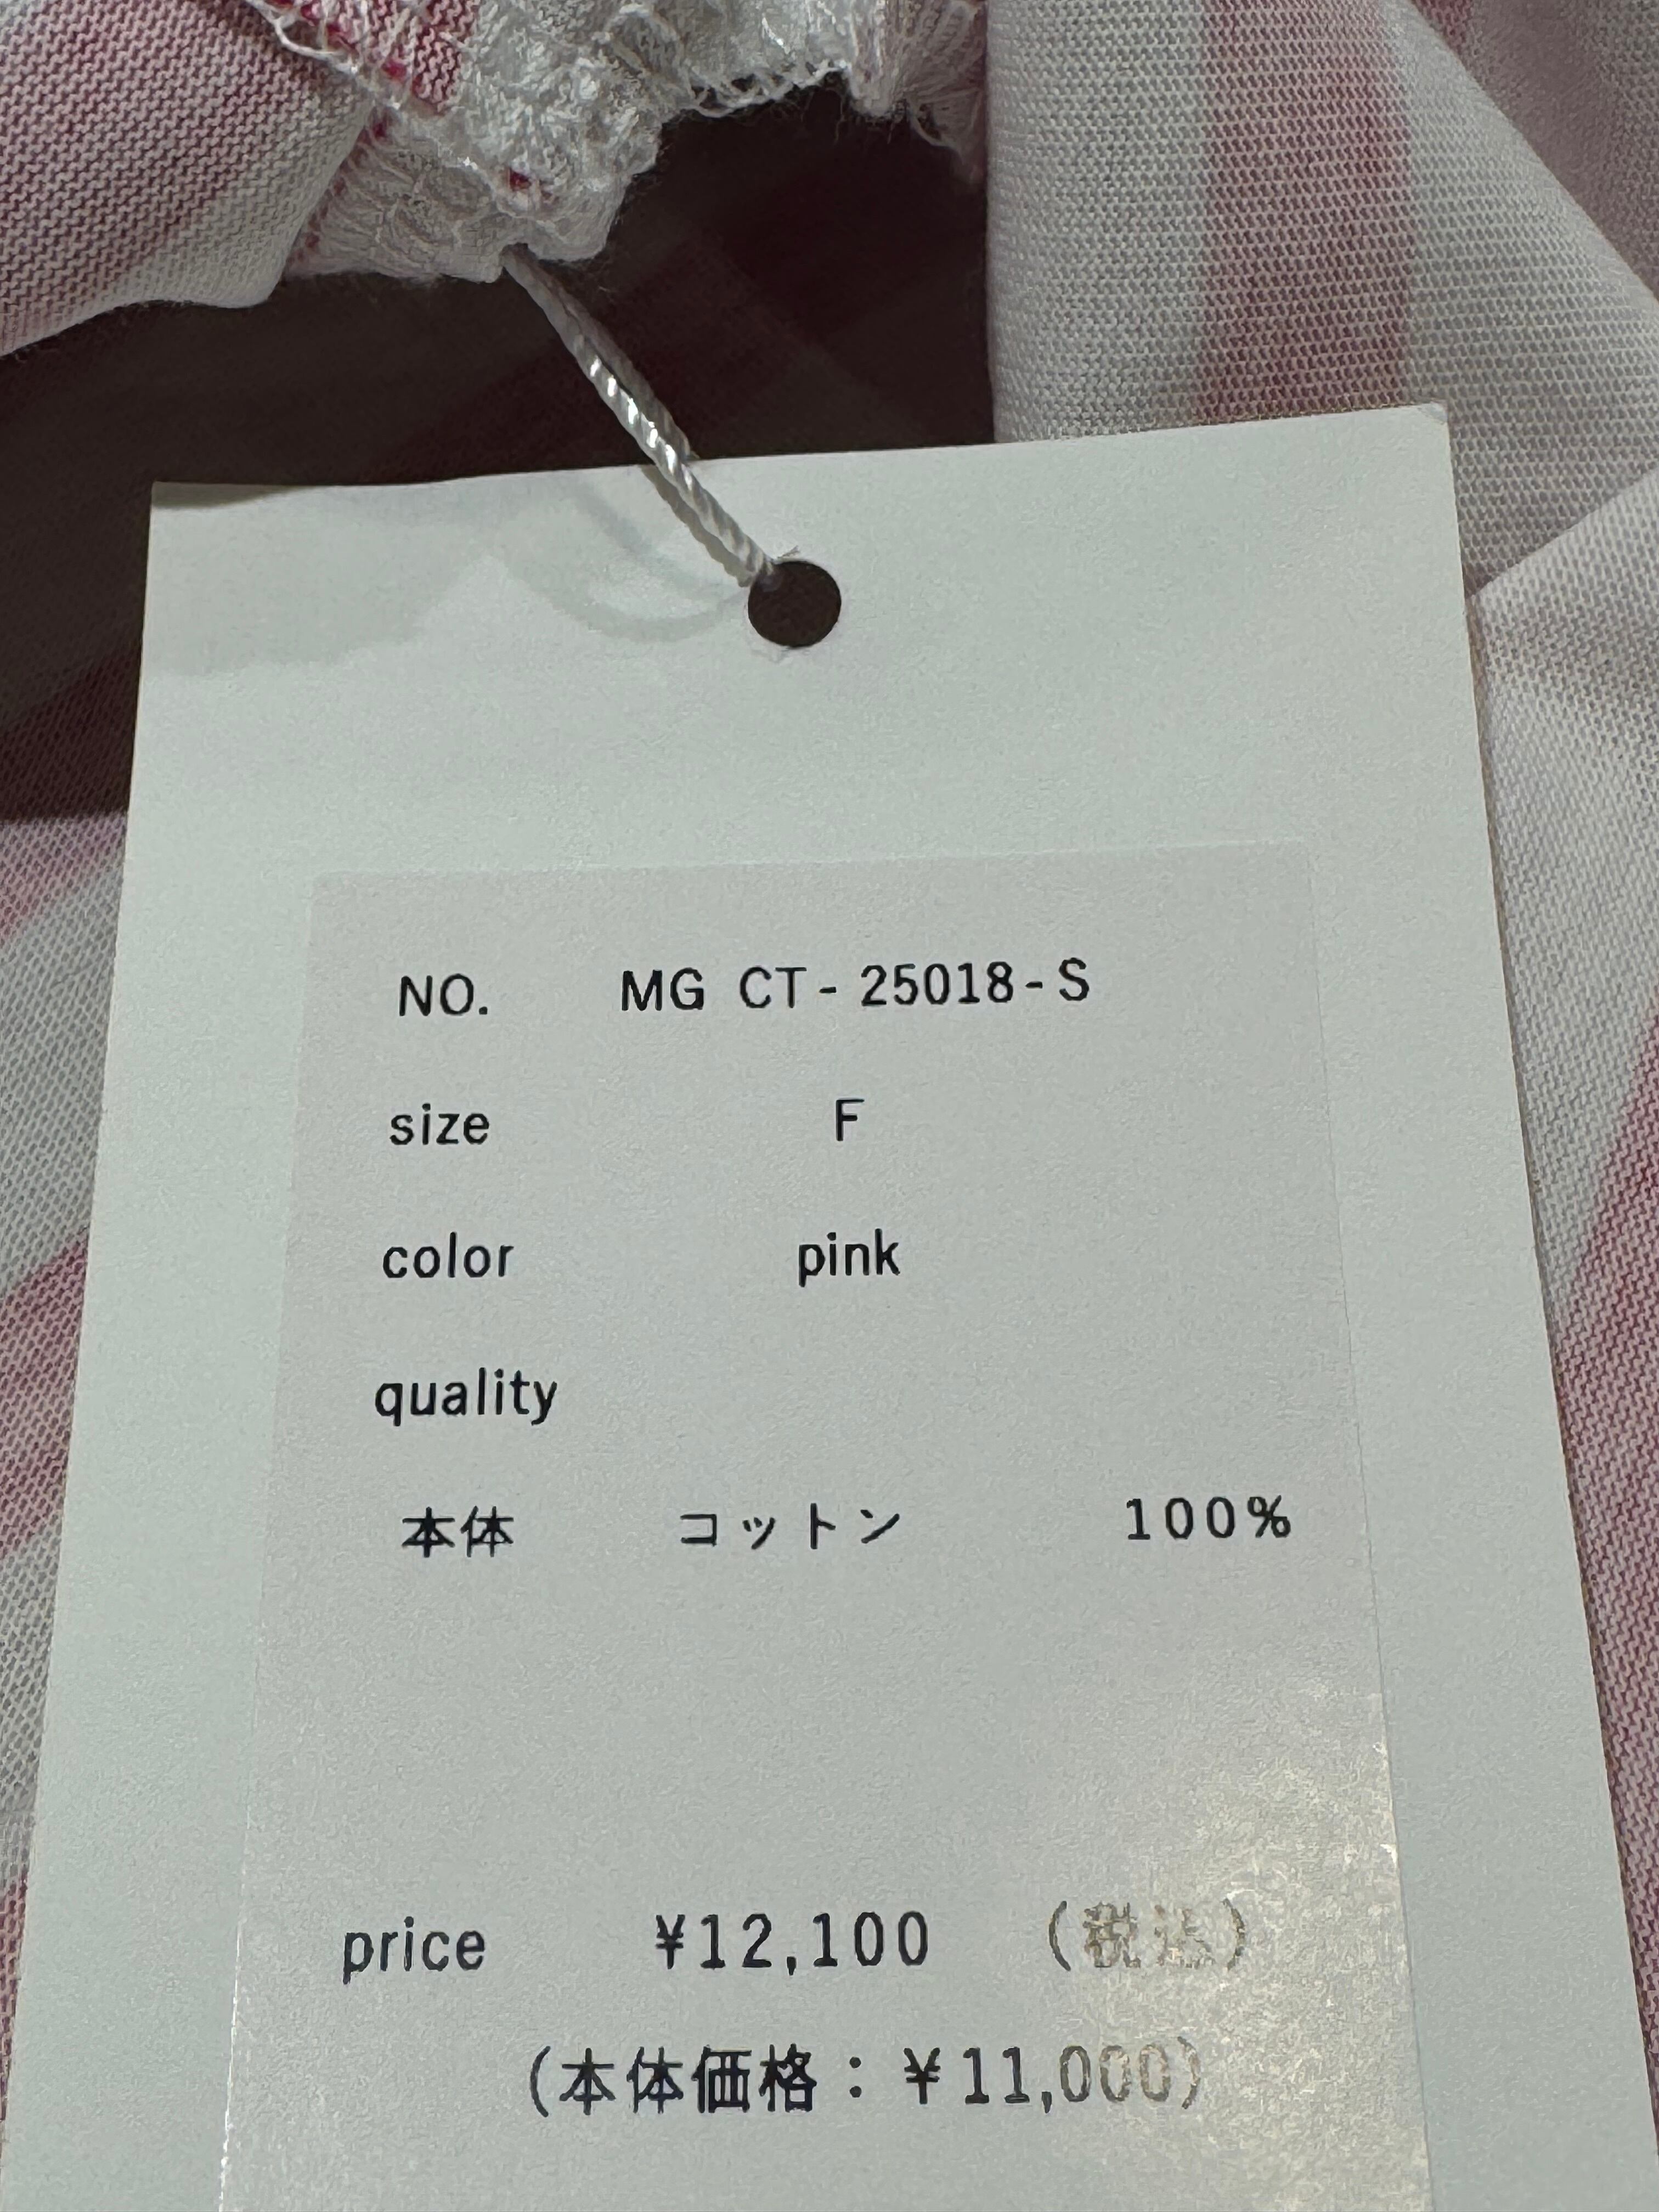 NO. MG CT-25018-S
size F
color pink
quality
本体 コットン 100%
price ¥12,100 (税込)
(本体価格:¥11,000)